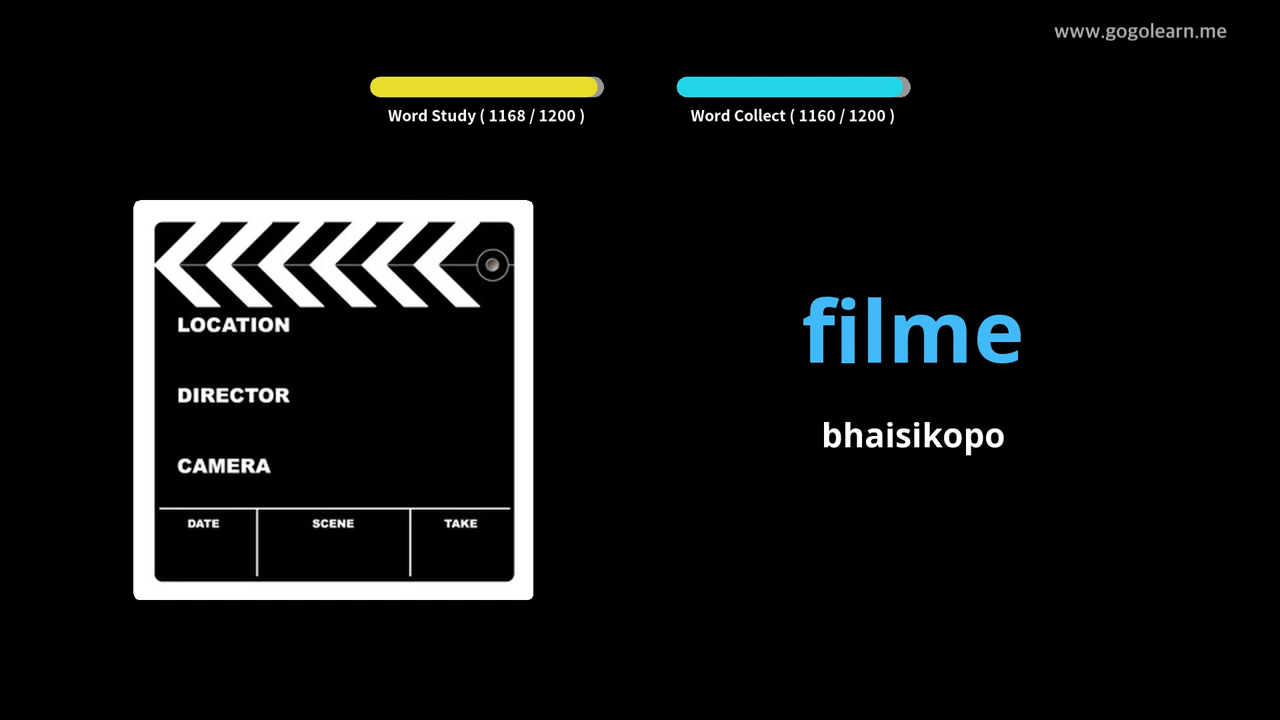 www.gogolearn.me
Word Study ( 1168 / 1200 )
Word Collect ( 1160 / 1200 )
LOCATION
DIRECTOR
CAMERA
DATE
SCENE
TAKE
filme
bhaisikopo